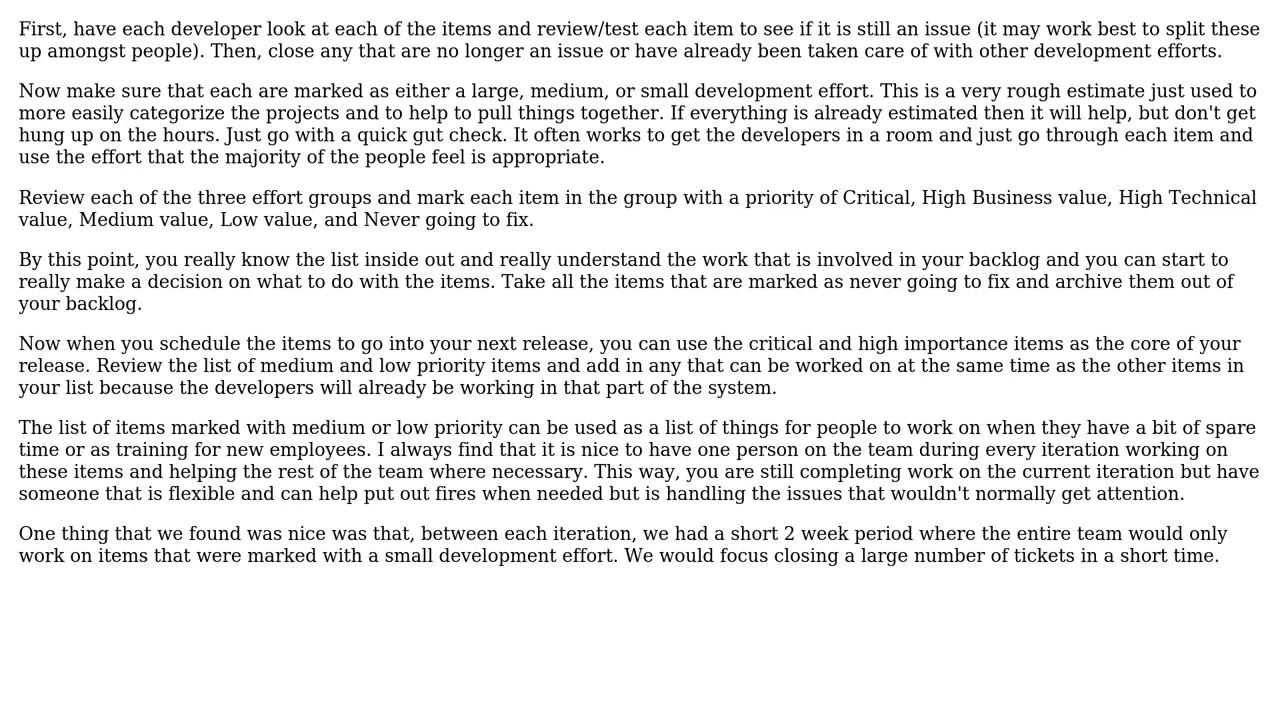 First, have each developer look at each of the items and review/test each item to see if it is still an issue (it may work best to split these
up amongst people). Then, close any that are no longer an issue or have already been taken care of with other development efforts.
Now make sure that each are marked as either a large, medium, or small development effort. This is a very rough estimate just used to
more easily categorize the projects and to help to pull things together. If everything is already estimated then it will help, but don't get
hung up on the hours. Just go with a quick gut check. It often works to get the developers in a room and just go through each item and
use the effort that the majority of the people feel is appropriate.
Review each of the three effort groups and mark each item in the group with a priority of Critical, High Business value, High Technical
value, Medium value, Low value, and Never going to fix.
By this point, you really know the list inside out and really understand the work that is involved in your backlog and you can start to
really make a decision on what to do with the items. Take all the items that are marked as never going to fix and archive them out of
your backlog.
Now when you schedule the items to go into your next release, you can use the critical and high importance items as the core of your
release. Review the list of medium and low priority items and add in any that can be worked on at the same time as the other items in
your list because the developers will already be working in that part of the system.
The list of items marked with medium or low priority can be used as a list of things for people to work on when they have a bit of spare
time or as training for new employees. I always find that it is nice to have one person on the team during every iteration working on
these items and helping the rest of the team where necessary. This way, you are still completing work on the current iteration but have
someone that is flexible and can help put out fires when needed but is handling the issues that wouldn't normally get attention.
One thing that we found was nice was that, between each iteration, we had a short 2 week period where the entire team would only
work on items that were marked with a small development effort. We would focus closing a large number of tickets in a short time.